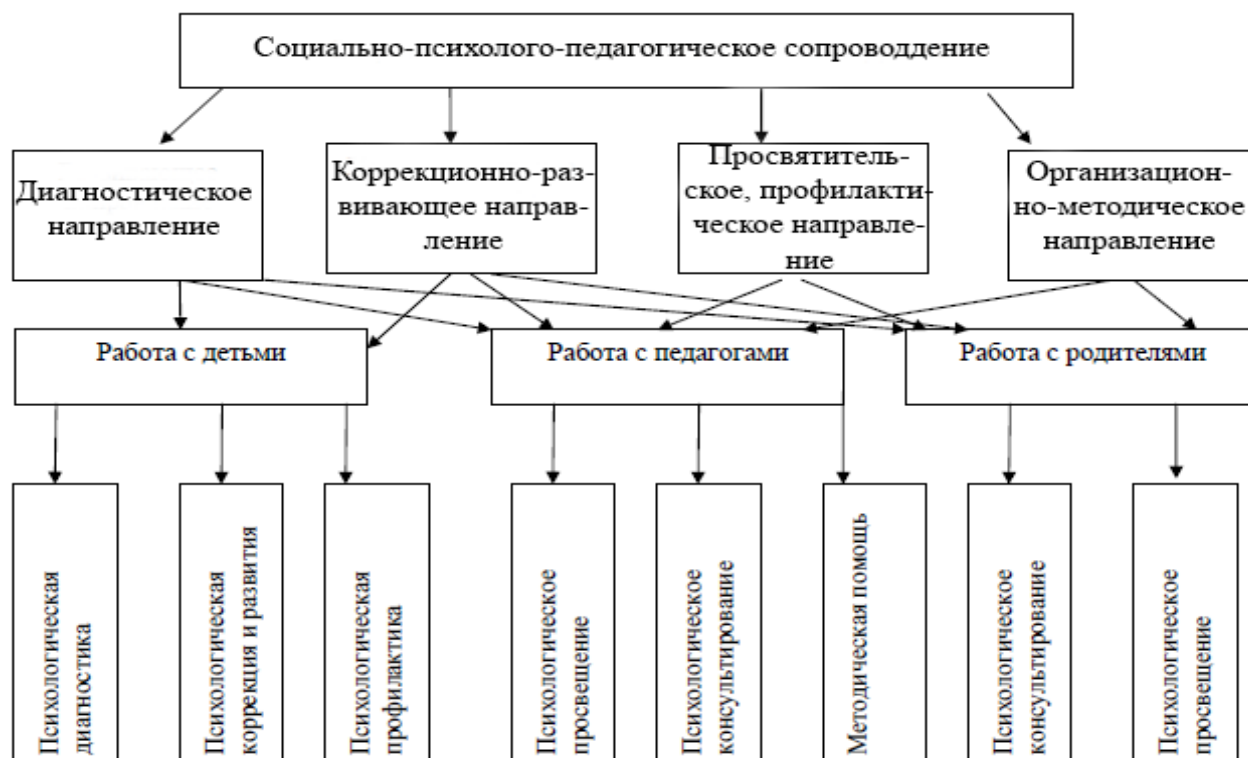 Социально-психолого-педагогическое сопроводдение
Диагностическое
направление
Коррекционно-раз-
вивающее направ-
ление
Просвятитель-
ское, профилакти-
ческое направле-
ние
Организацион-
но-методическое
направление
Работа с детьми
Работа с педагогами
Работа с родителями
Психологическая
диагностика
Психологическая
коррекция и развития
Психологическая
профилактика
Психологическое
просвещение
Психологическое
консультирование
Методическая помощь
Психологическое
консультирование
Психологическое
просвещение